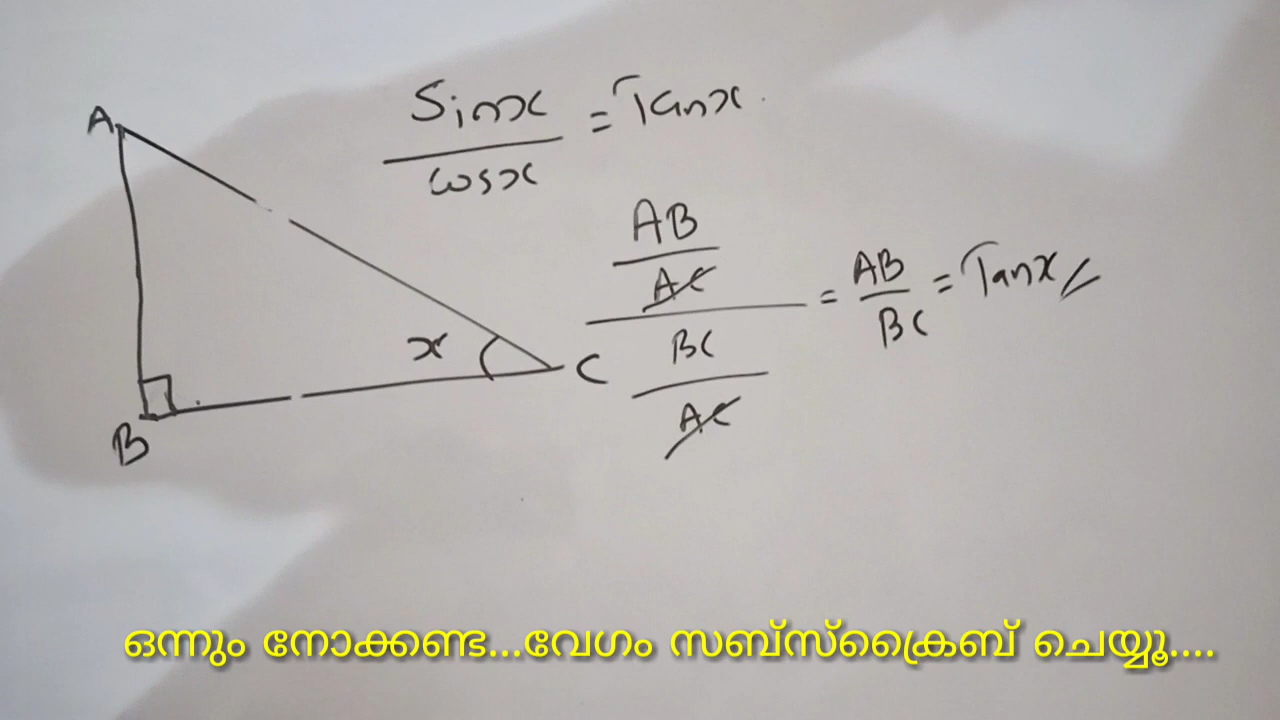 A
Sinx
= Tanx
cosx
AB
AC
= AB = Tanx
BC
BC
AC
x
C
B
ഒന്നും നോക്കണ്ട...വേഗം സബ്സ്ക്രൈബ് ചെയ്യൂ....